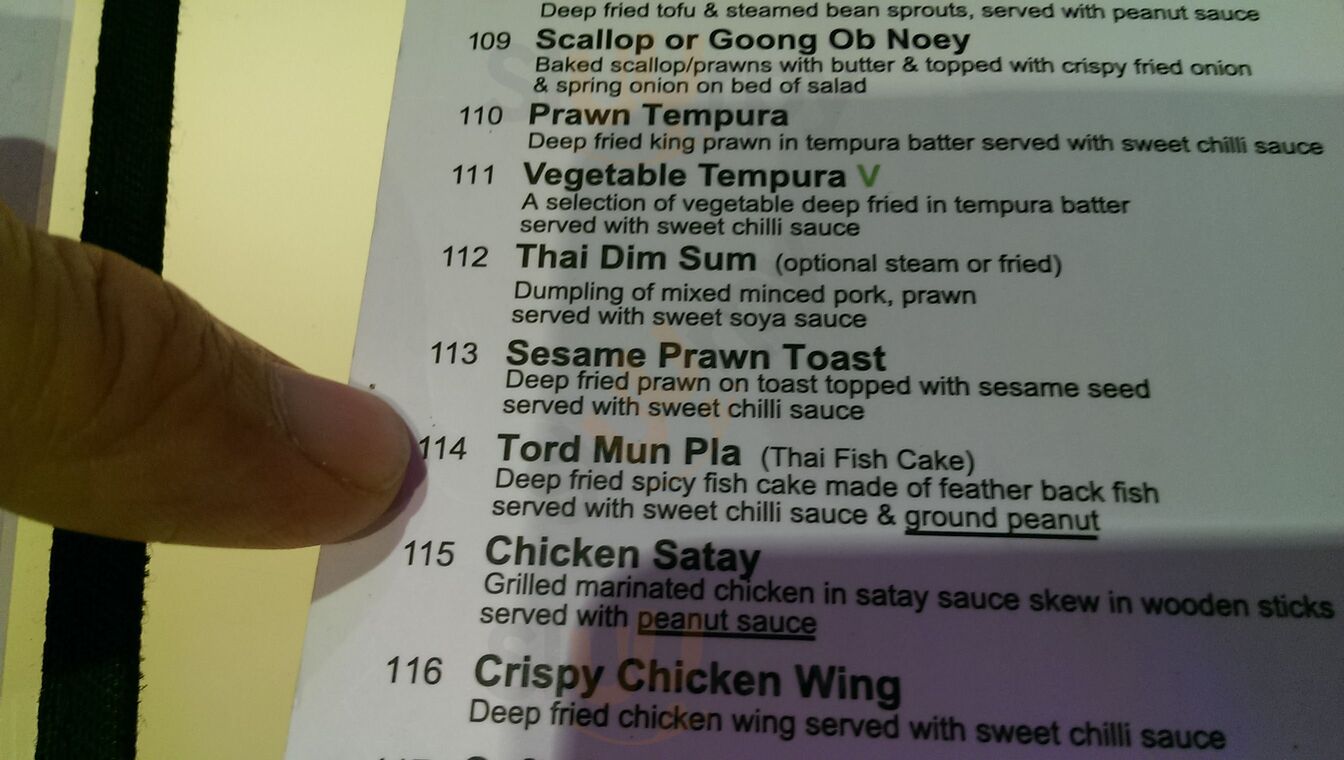 Deep fried tofu & steamed bean sprouts, served with peanut sauce
109 Scallop or Goong Ob Noey
Baked scallop/prawns with butter & topped with crispy fried onion
& spring onion on bed of salad
110 Prawn Tempura
Deep fried king prawn in tempura batter served with sweet chilli sauce
111 Vegetable Tempura V
A selection of vegetable deep fried in tempura batter
served with sweet chilli sauce
112 Thai Dim Sum (optional steam or fried)
Dumpling of mixed minced pork, prawn
served with sweet soya sauce
113 Sesame Prawn Toast
Deep fried prawn on toast topped with sesame seed
served with sweet chilli sauce
114 Tord Mun Pla (Thai Fish Cake)
Deep fried spicy fish cake made of feather back fish
served with sweet chilli sauce & ground peanut
115 Chicken Satay
Grilled marinated chicken in satay sauce skew in wooden sticks
served with peanut sauce
116 Crispy Chicken Wing
Deep fried chicken wing served with sweet chilli sauce